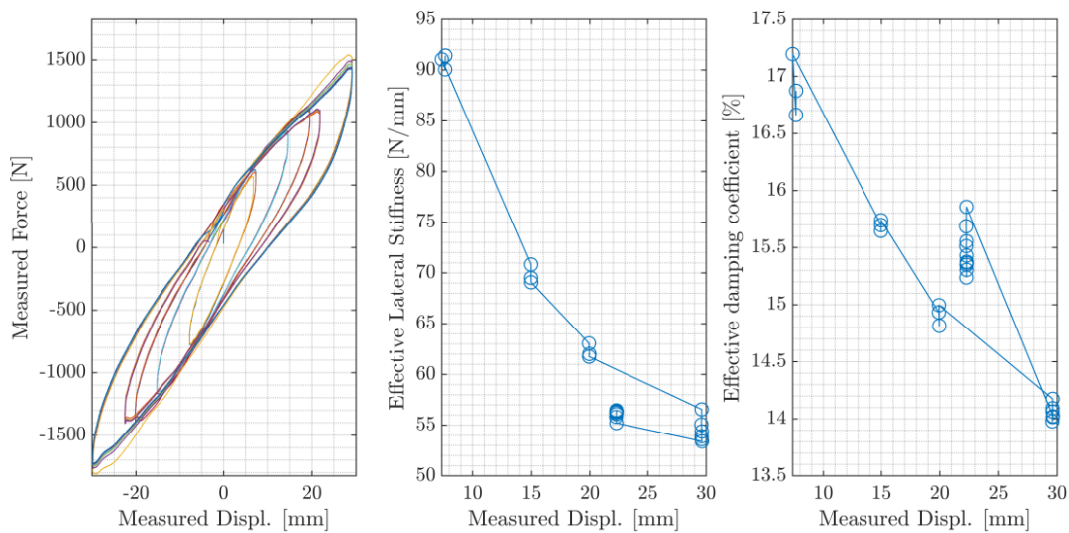 1500
1000
500
0
-500
-1000
-1500
-20 0 20
Measured Force [N]
Measured Displ. [mm]
95
90
85
80
75
70
65
60
55
50
10 15 20 25 30
Effective Lateral Stiffness [N/mm]
Measured Displ. [mm]
17.5
17
16.5
16
15.5
15
14.5
14
13.5
10 15 20 25 30
Effective damping coefficient [%]
Measured Displ. [mm]